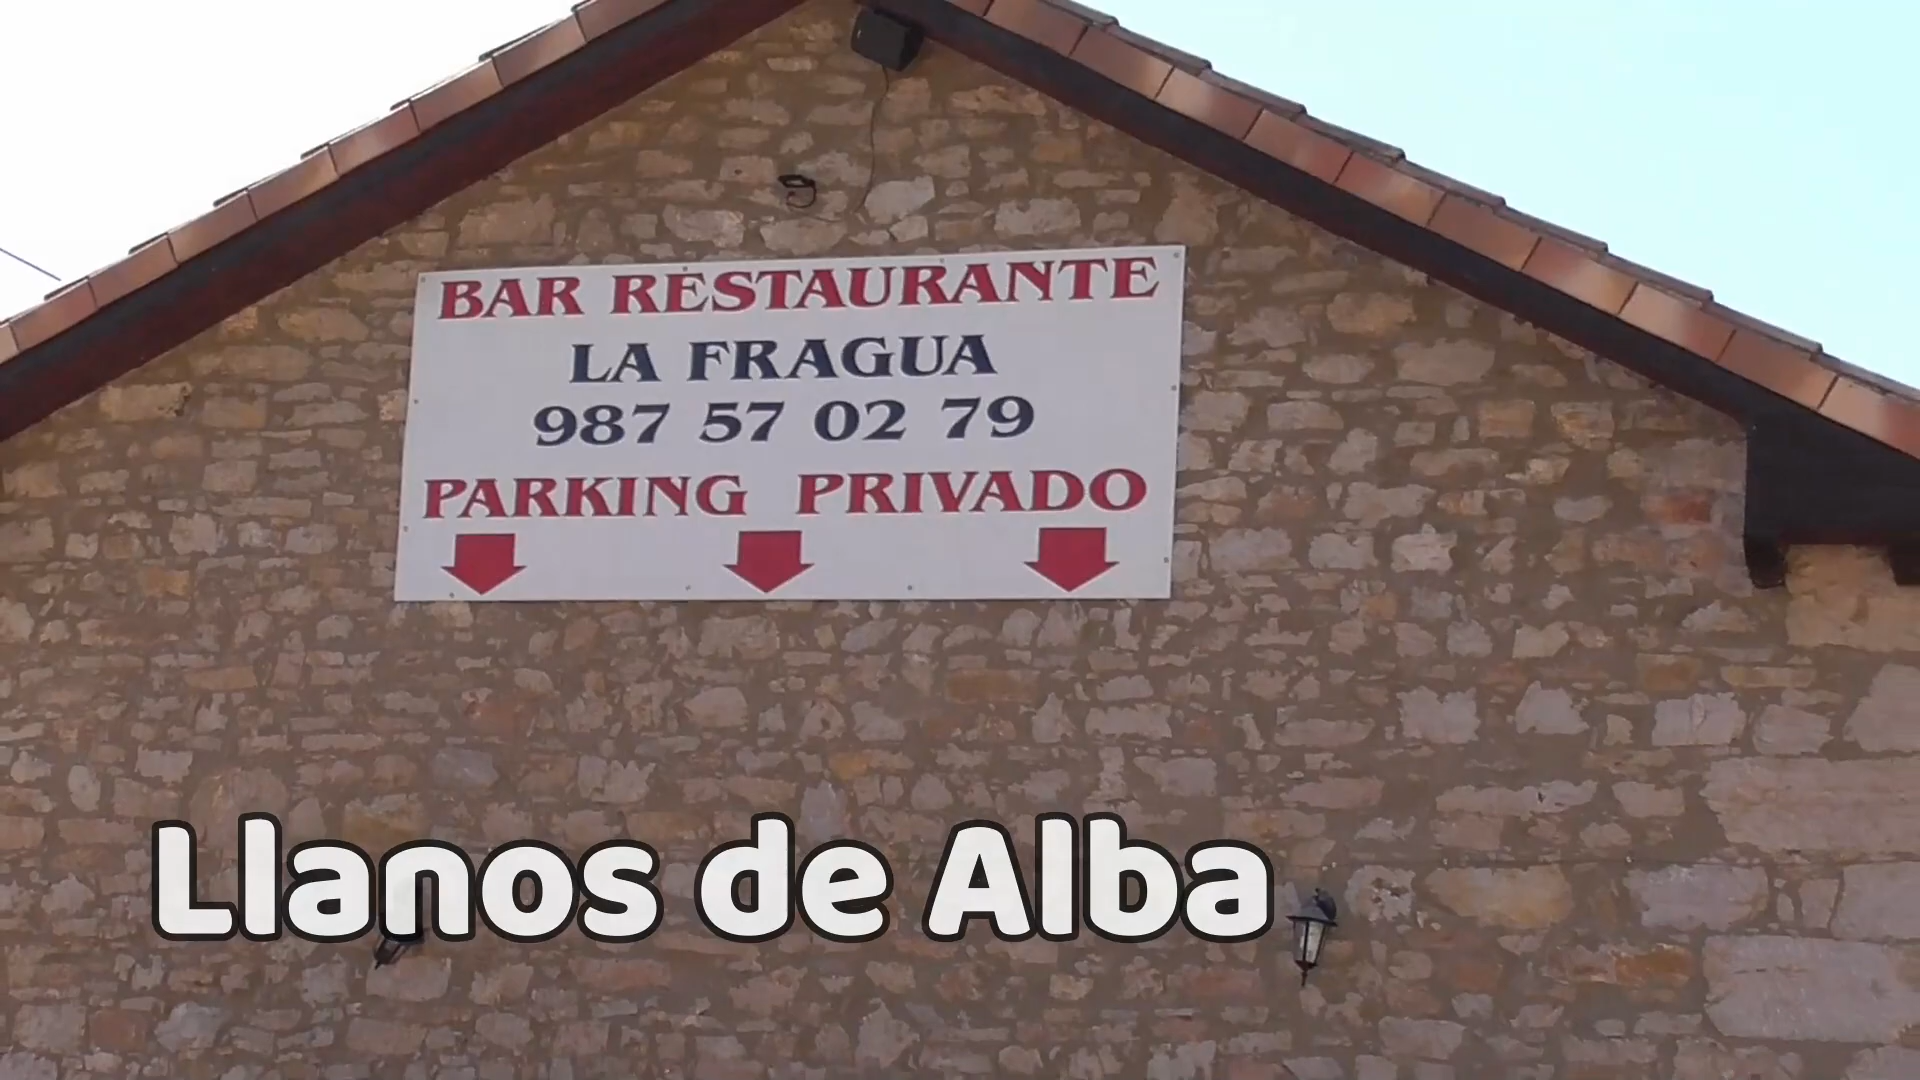 BAR RESTAURANTE
LA FRAGUA
987 57 02 79
PARKING PRIVADO
Llanos de Alba